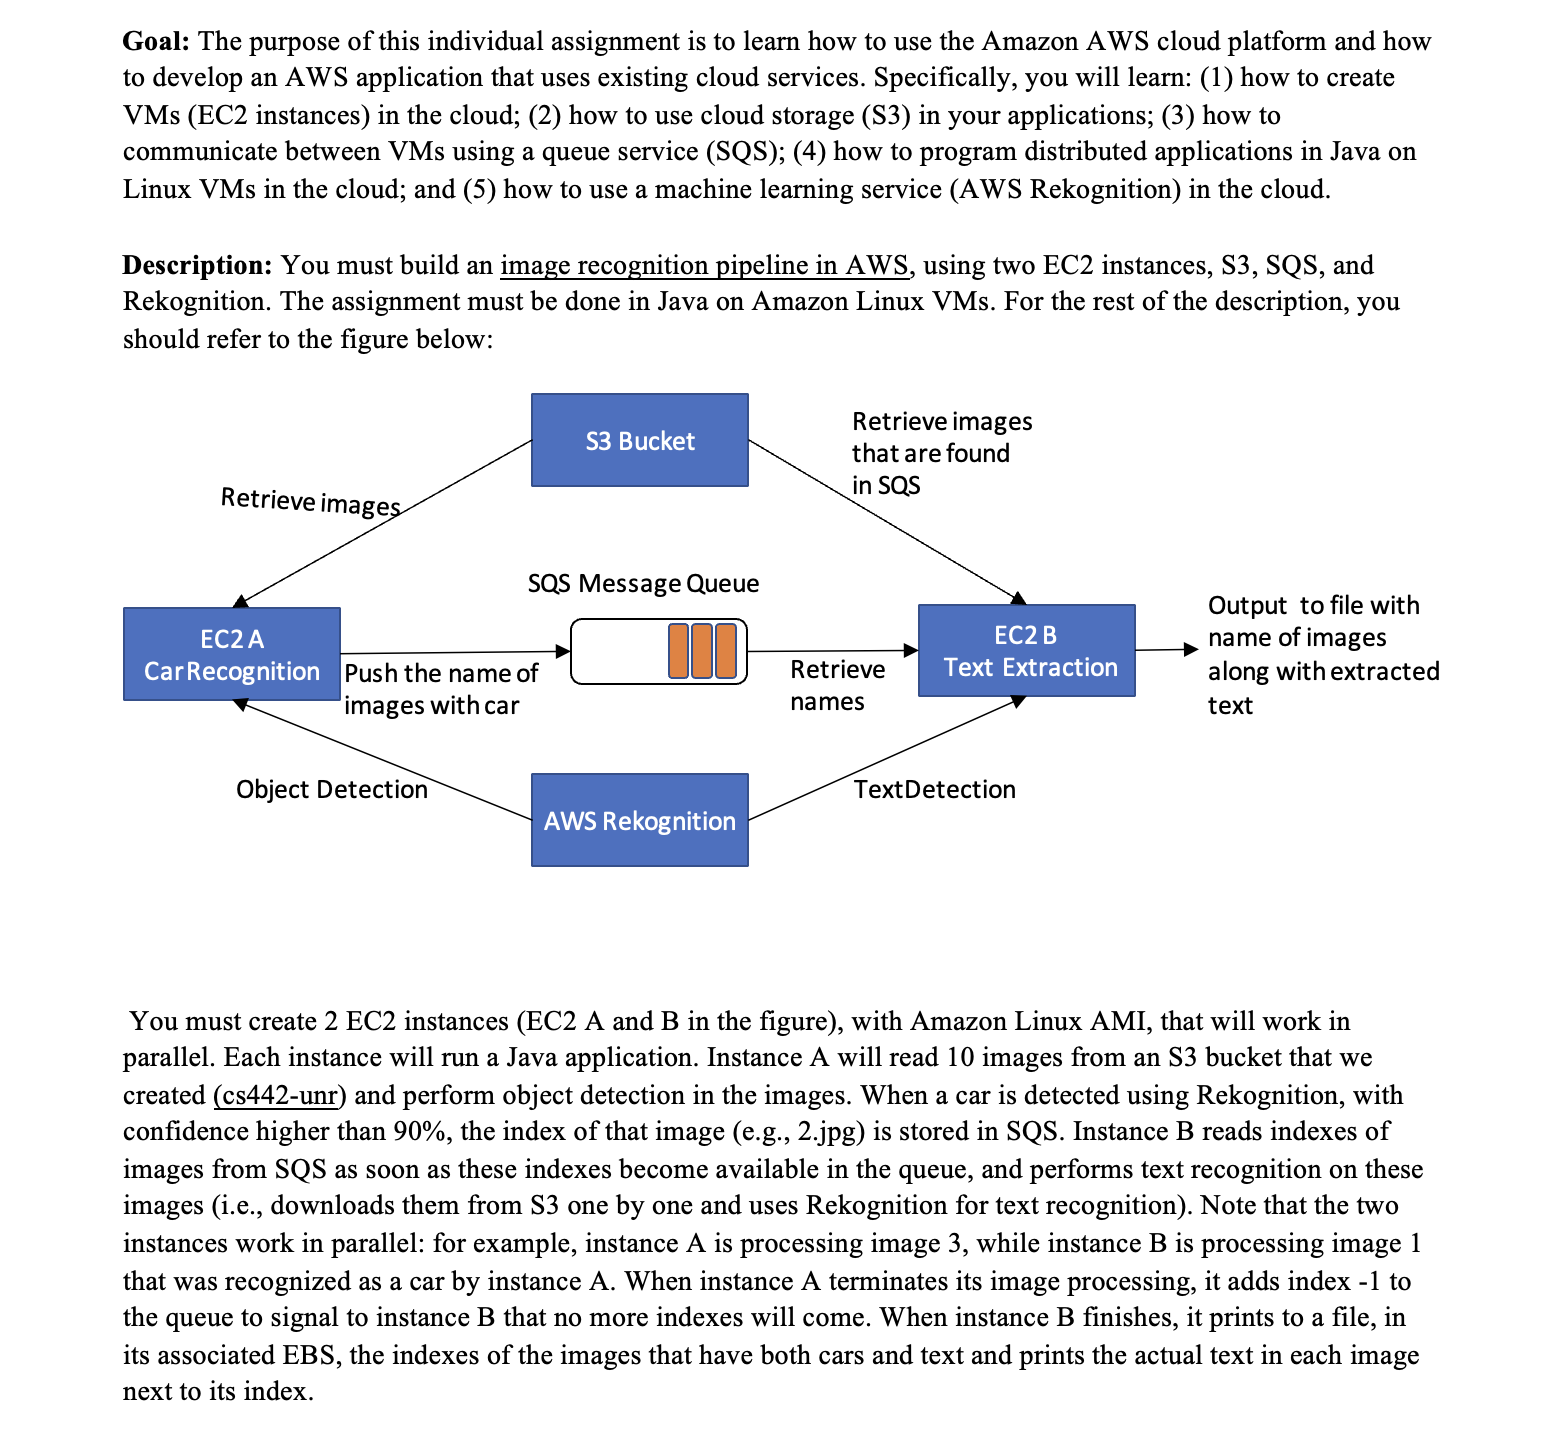 Goal: The purpose of this individual assignment is to learn how to use the Amazon AWS cloud platform and how
to develop an AWS application that uses existing cloud services. Specifically, you will learn: (1) how to create
VMs (EC2 instances) in the cloud; (2) how to use cloud storage (S3) in your applications; (3) how to
communicate between VMs using a queue service (SQS); (4) how to program distributed applications in Java on
Linux VMs in the cloud; and (5) how to use a machine learning service (AWS Rekognition) in the cloud.
Description: You must build an image recognition pipeline in AWS, using two EC2 instances, S3, SQS, and
Rekognition. The assignment must be done in Java on Amazon Linux VMs. For the rest of the description, you
should refer to the figure below:
S3 Bucket
Retrieve images
that are found
in SQS
Retrieve images
SQS Message Queue
EC2 A
Car Recognition
Push the name of
images with car
Retrieve
names
EC2 B
Text Extraction
Output to file with
name of images
along with extracted
text
Object Detection
AWS Rekognition
TextDetection
You must create 2 EC2 instances (EC2 A and B in the figure), with Amazon Linux AMI, that will work in
parallel. Each instance will run a Java application. Instance A will read 10 images from an S3 bucket that we
created (cs442-unr) and perform object detection in the images. When a car is detected using Rekognition, with
confidence higher than 90%, the index of that image (e.g., 2.jpg) is stored in SQS. Instance B reads indexes of
images from SQS as soon as these indexes become available in the queue, and performs text recognition on these
images (i.e., downloads them from S3 one by one and uses Rekognition for text recognition). Note that the two
instances work in parallel: for example, instance A is processing image 3, while instance B is processing image 1
that was recognized as a car by instance A. When instance A terminates its image processing, it adds index -1 to
the queue to signal to instance B that no more indexes will come. When instance B finishes, it prints to a file, in
its associated EBS, the indexes of the images that have both cars and text and prints the actual text in each image
next to its index.